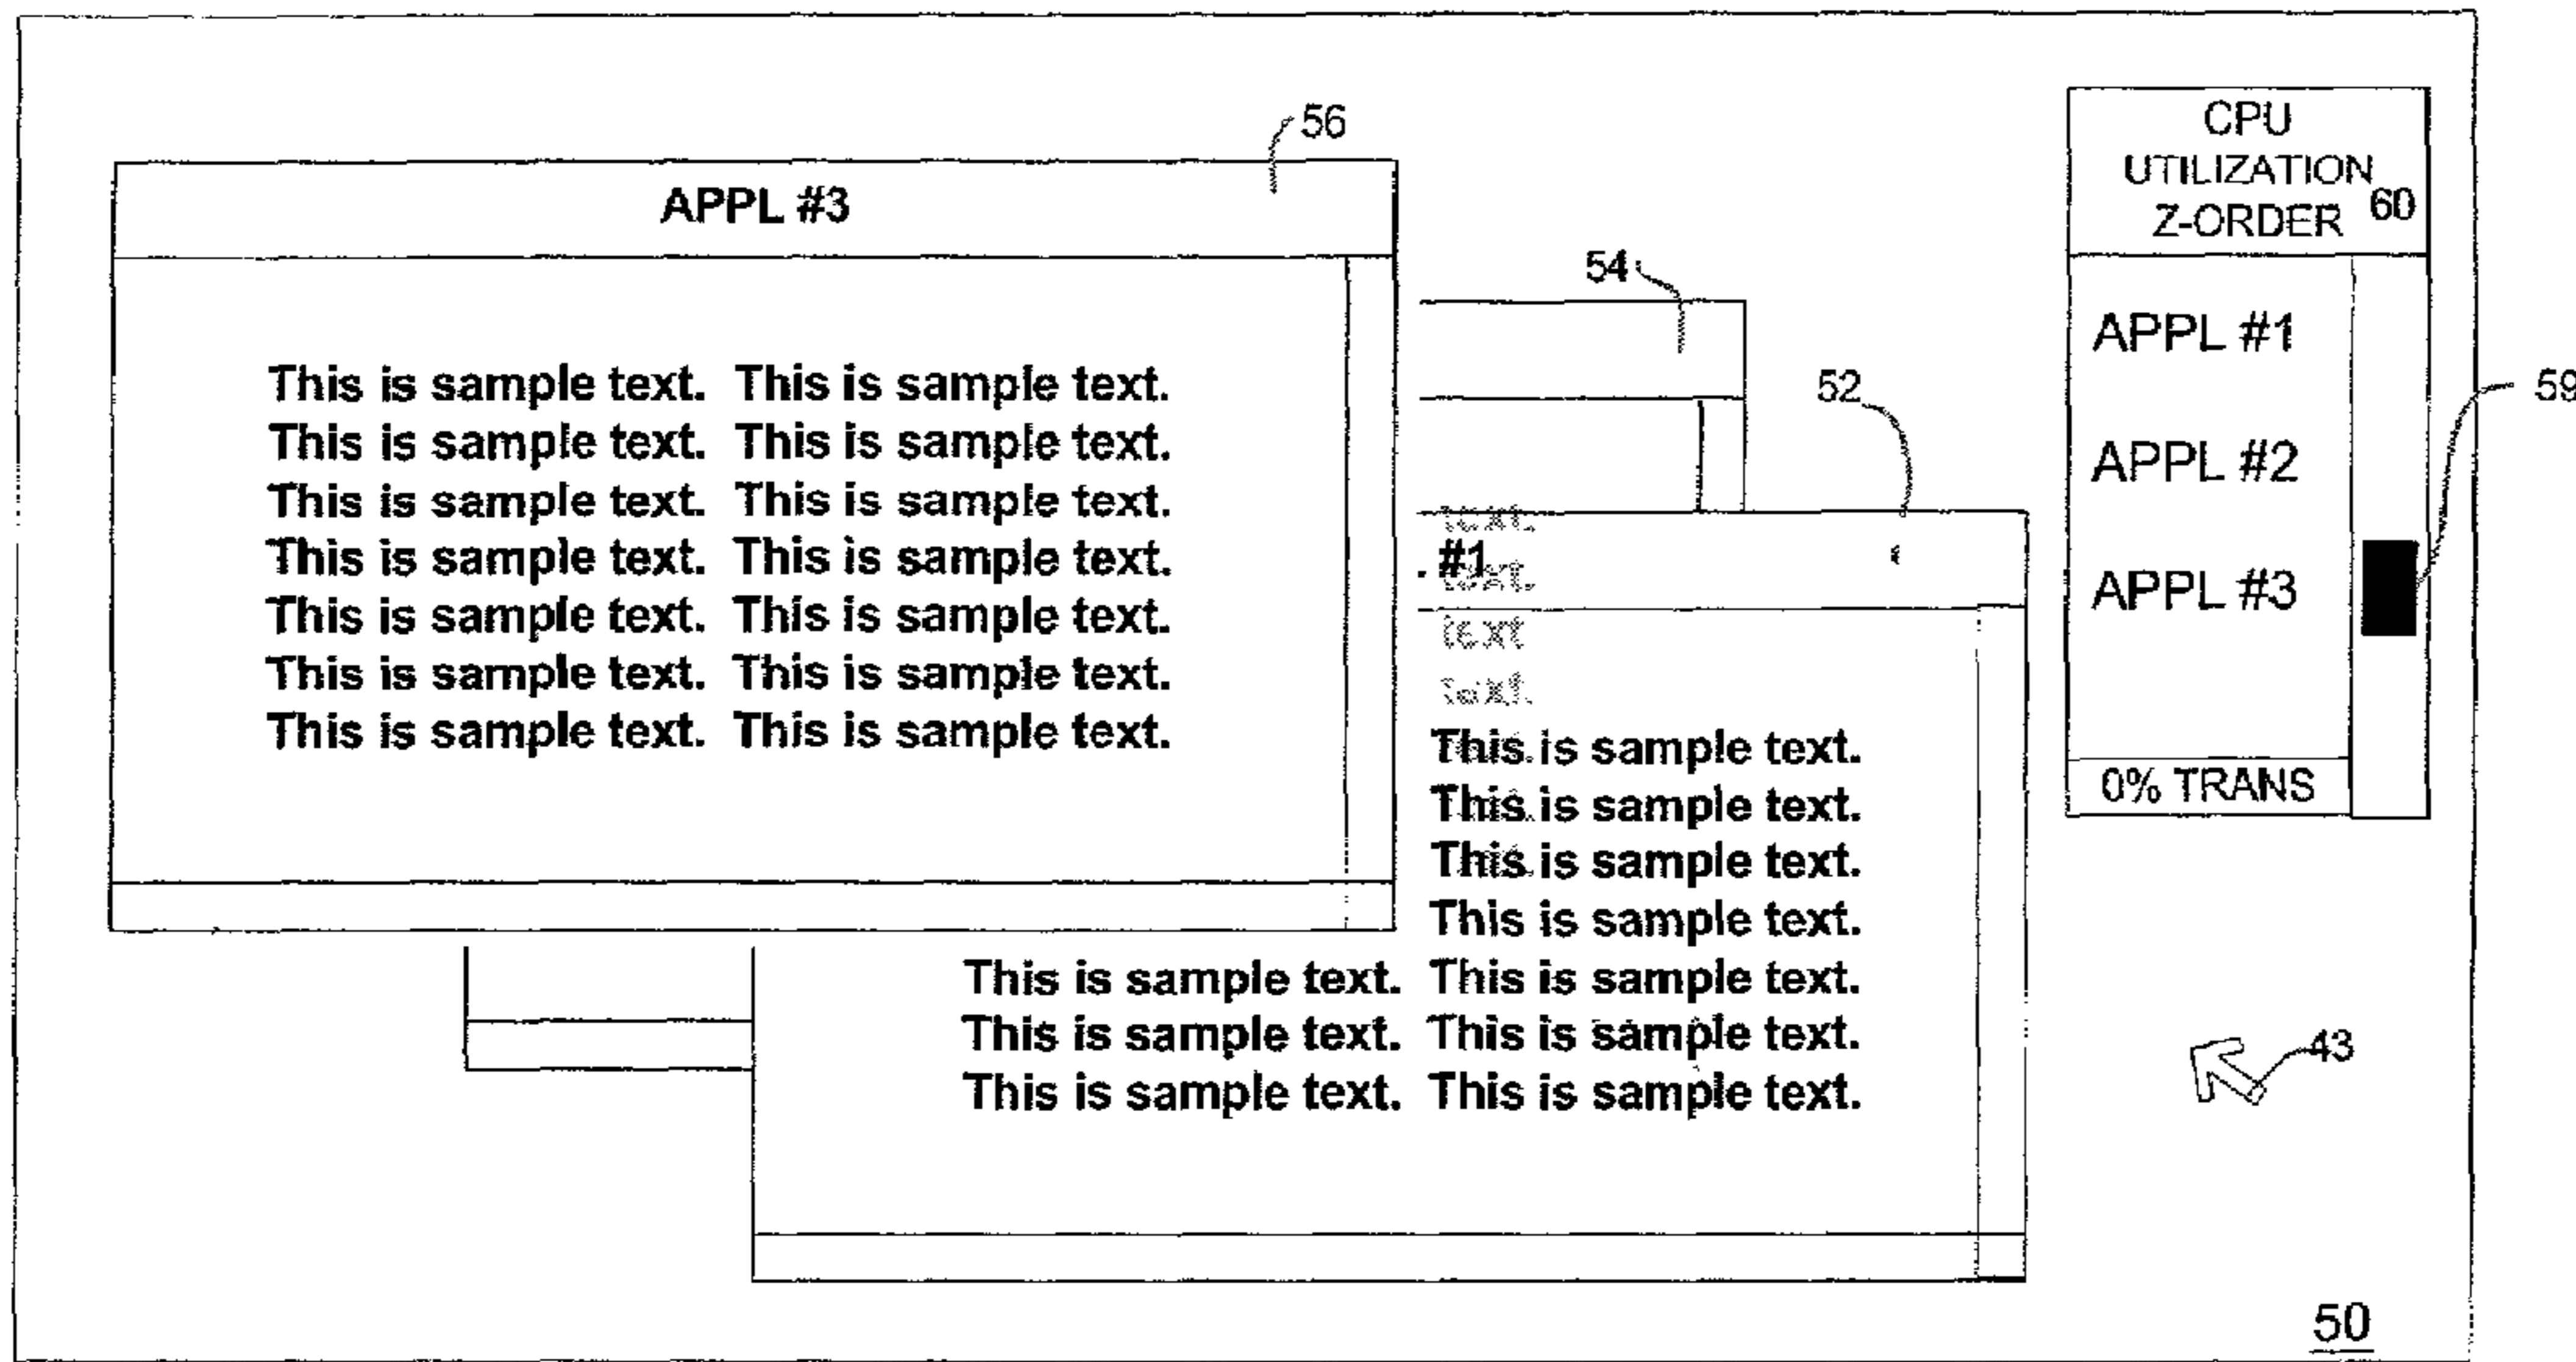 56
APPL #3
This is sample text. This is sample text.
This is sample text. This is sample text.
This is sample text. This is sample text.
This is sample text. This is sample text.
This is sample text. This is sample text.
This is sample text. This is sample text.
This is sample text. This is sample text.
54
52
text.
. #1
text.
text
text.
This is sample text.
This is sample text.
This is sample text.
This is sample text.
This is sample text. This is sample text.
This is sample text. This is sample text.
This is sample text. This is sample text.
CPU
UTILIZATION
Z-ORDER 60
APPL #1
APPL #2
APPL #3
59
0% TRANS
43
50